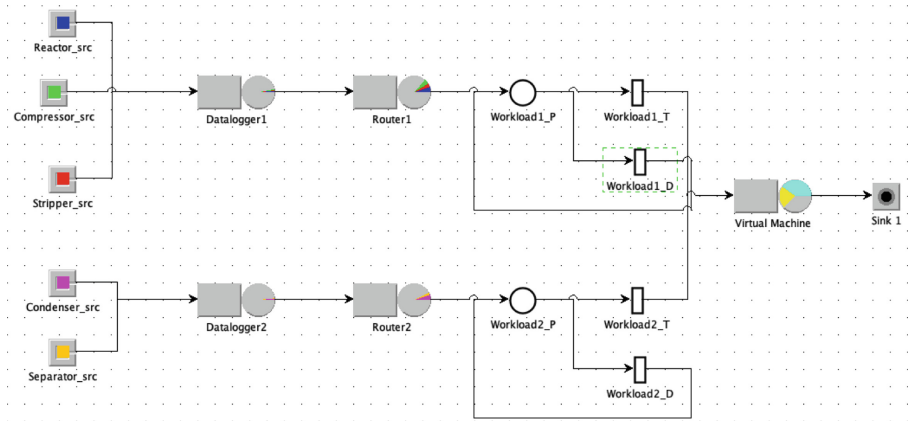 Reactor_src
Compressor_src
Datalogger1
Router1
Workload1_P
Workload1_T
Workload1_D
Stripper_src
Virtual Machine
Sink 1
Condenser_src
Datalogger2
Router2
Workload2_P
Workload2_T
Separator_src
Workload2_D